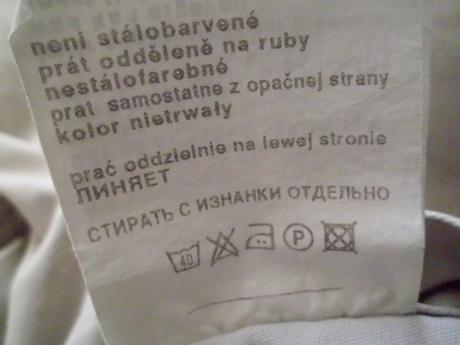 neni stálobarvené
prát odděleně na ruby
nestálofarebné
prat samostatne z opačnej strany
kolor nietrwały
prać oddzielnie na lewej stronie
ЛИНЯЕТ
СТИРАТЬ С ИЗНАНКИ ОТДЕЛЬНО
40 P